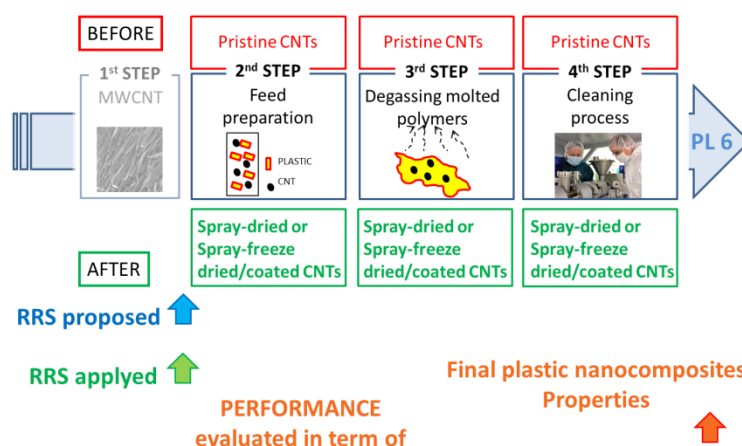 BEFORE
Pristine CNTs
Pristine CNTs
Pristine CNTs
1st STEP
MWCNT
2nd STEP
Feed
preparation
PLASTIC
CNT
3rd STEP
Degassing molted
polymers
4th STEP
Cleaning
process
PL 6
AFTER
Spray-dried or
Spray-freeze
dried/coated CNTs
Spray-dried or
Spray-freeze
dried/coated CNTs
Spray-dried or
Spray-freeze
dried/coated CNTs
RRS proposed
RRS applyed
PERFORMANCE
evaluated in term of
Final plastic nanocomposites
Properties